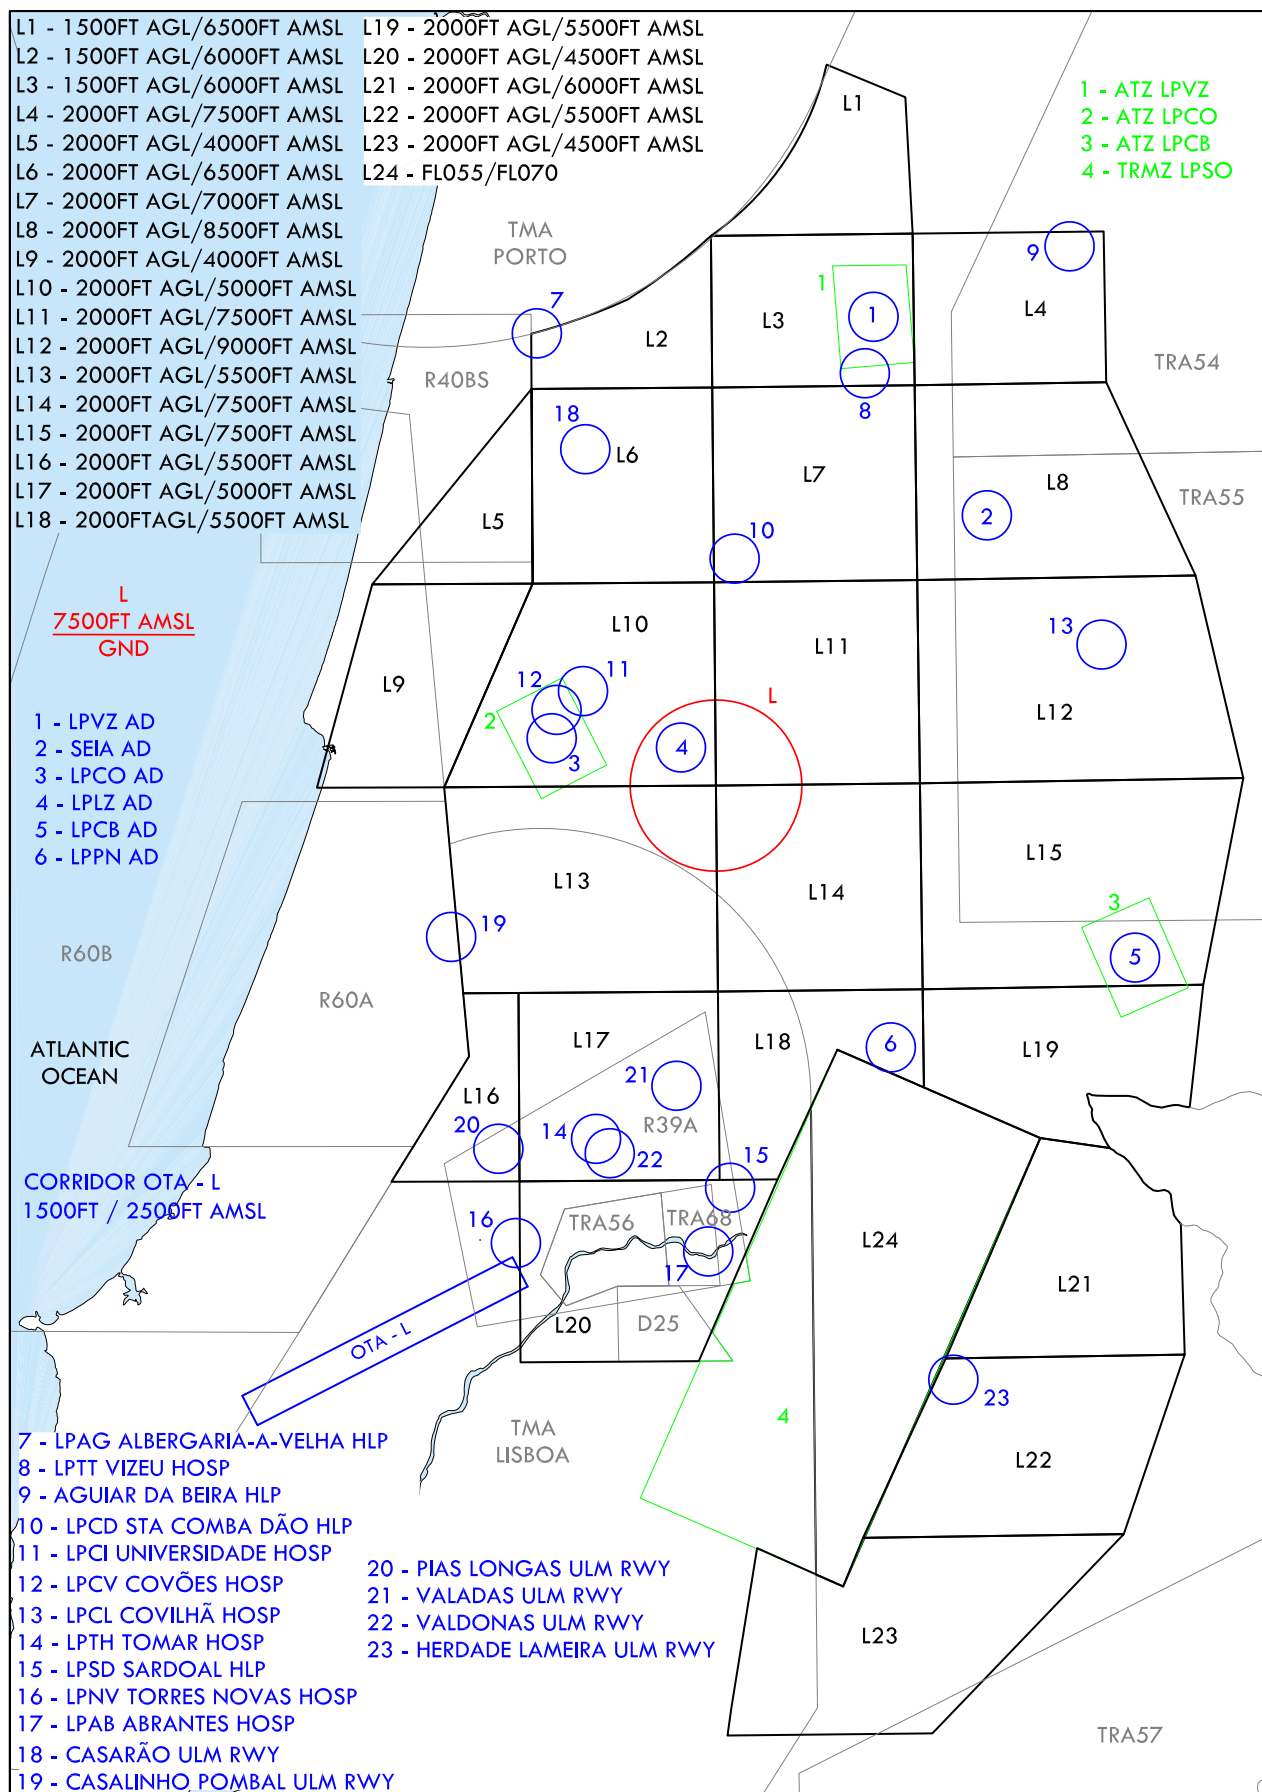 L1 - 1500FT AGL/6500FT AMSL
L2 - 1500FT AGL/6000FT AMSL
L3 - 1500FT AGL/6000FT AMSL
L4 - 2000FT AGL/7500FT AMSL
L5 - 2000FT AGL/4000FT AMSL
L6 - 2000FT AGL/6500FT AMSL
L7 - 2000FT AGL/7000FT AMSL
L8 - 2000FT AGL/8500FT AMSL
L9 - 2000FT AGL/4000FT AMSL
L10 - 2000FT AGL/5000FT AMSL
L11 - 2000FT AGL/7500FT AMSL
L12 - 2000FT AGL/9000FT AMSL
L13 - 2000FT AGL/5500FT AMSL
L14 - 2000FT AGL/7500FT AMSL
L15 - 2000FT AGL/7500FT AMSL
L16 - 2000FT AGL/5500FT AMSL
L17 - 2000FT AGL/5000FT AMSL
L18 - 2000FTAGL/5500FT AMSL
L19 - 2000FT AGL/5500FT AMSL
L20 - 2000FT AGL/4500FT AMSL
L21 - 2000FT AGL/6000FT AMSL
L22 - 2000FT AGL/5500FT AMSL
L23 - 2000FT AGL/4500FT AMSL
L24 - FL055/FL070
1 - ATZ LPVZ
2 - ATZ LPCO
3 - ATZ LPCB
4 - TRMZ LPSO
L1
TMA
PORTO
9
1
7
L3
1
L4
L2
R40BS
TRA54
8
18
L6
L7
L8
TRA55
L5
2
10
L
7500FT AMSL
GND
L10
L11
13
L9
12
11
L
L12
2
4
3
1 - LPVZ AD
2 - SEIA AD
3 - LPCO AD
4 - LPLZ AD
5 - LPCB AD
6 - LPPN AD
L13
L14
L15
3
19
5
R60B
R60A
ATLANTIC
OCEAN
L17
L18
6
L19
21
L16
20
14
R39A
22
15
CORRIDOR OTA - L
1500FT / 2500FT AMSL
16
TRA56
TRA68
17
L24
L21
L20
D25
OTA - L
23
4
TMA
LISBOA
L22
7 - LPAG ALBERGARIA-A-VELHA HLP
8 - LPTT VIZEU HOSP
9 - AGUIAR DA BEIRA HLP
10 - LPCD STA COMBA DÃO HLP
11 - LPCI UNIVERSIDADE HOSP
12 - LPCV COVÕES HOSP
13 - LPCL COVILHÃ HOSP
14 - LPTH TOMAR HOSP
15 - LPSD SARDOAL HLP
16 - LPNV TORRES NOVAS HOSP
17 - LPAB ABRANTES HOSP
18 - CASARÃO ULM RWY
19 - CASALINHO POMBAL ULM RWY
20 - PIAS LONGAS ULM RWY
21 - VALADAS ULM RWY
22 - VALDONAS ULM RWY
23 - HERDADE LAMEIRA ULM RWY
L23
TRA57